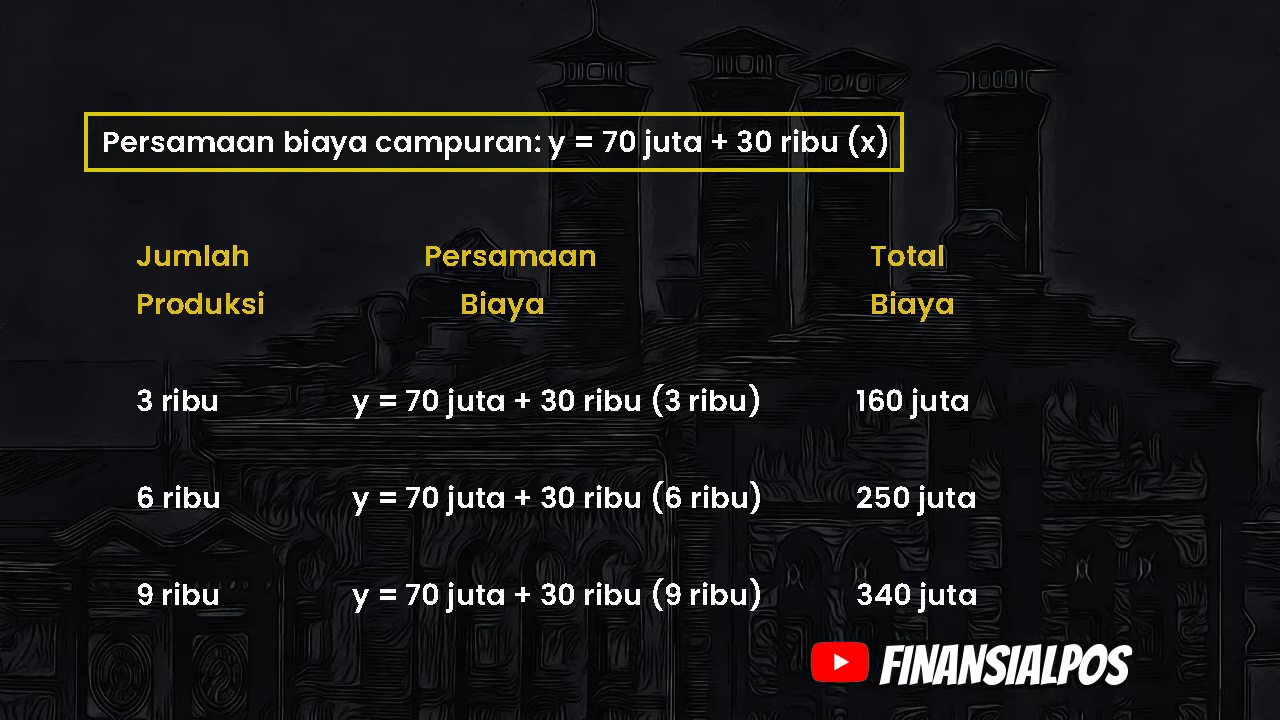 Persamaan biaya campuran: y = 70 juta + 30 ribu (x)
Jumlah Produksi
Persamaan Biaya
Total Biaya
3 ribu y = 70 juta + 30 ribu (3 ribu) 160 juta
6 ribu y = 70 juta + 30 ribu (6 ribu) 250 juta
9 ribu y = 70 juta + 30 ribu (9 ribu) 340 juta
FINANSIALPOS